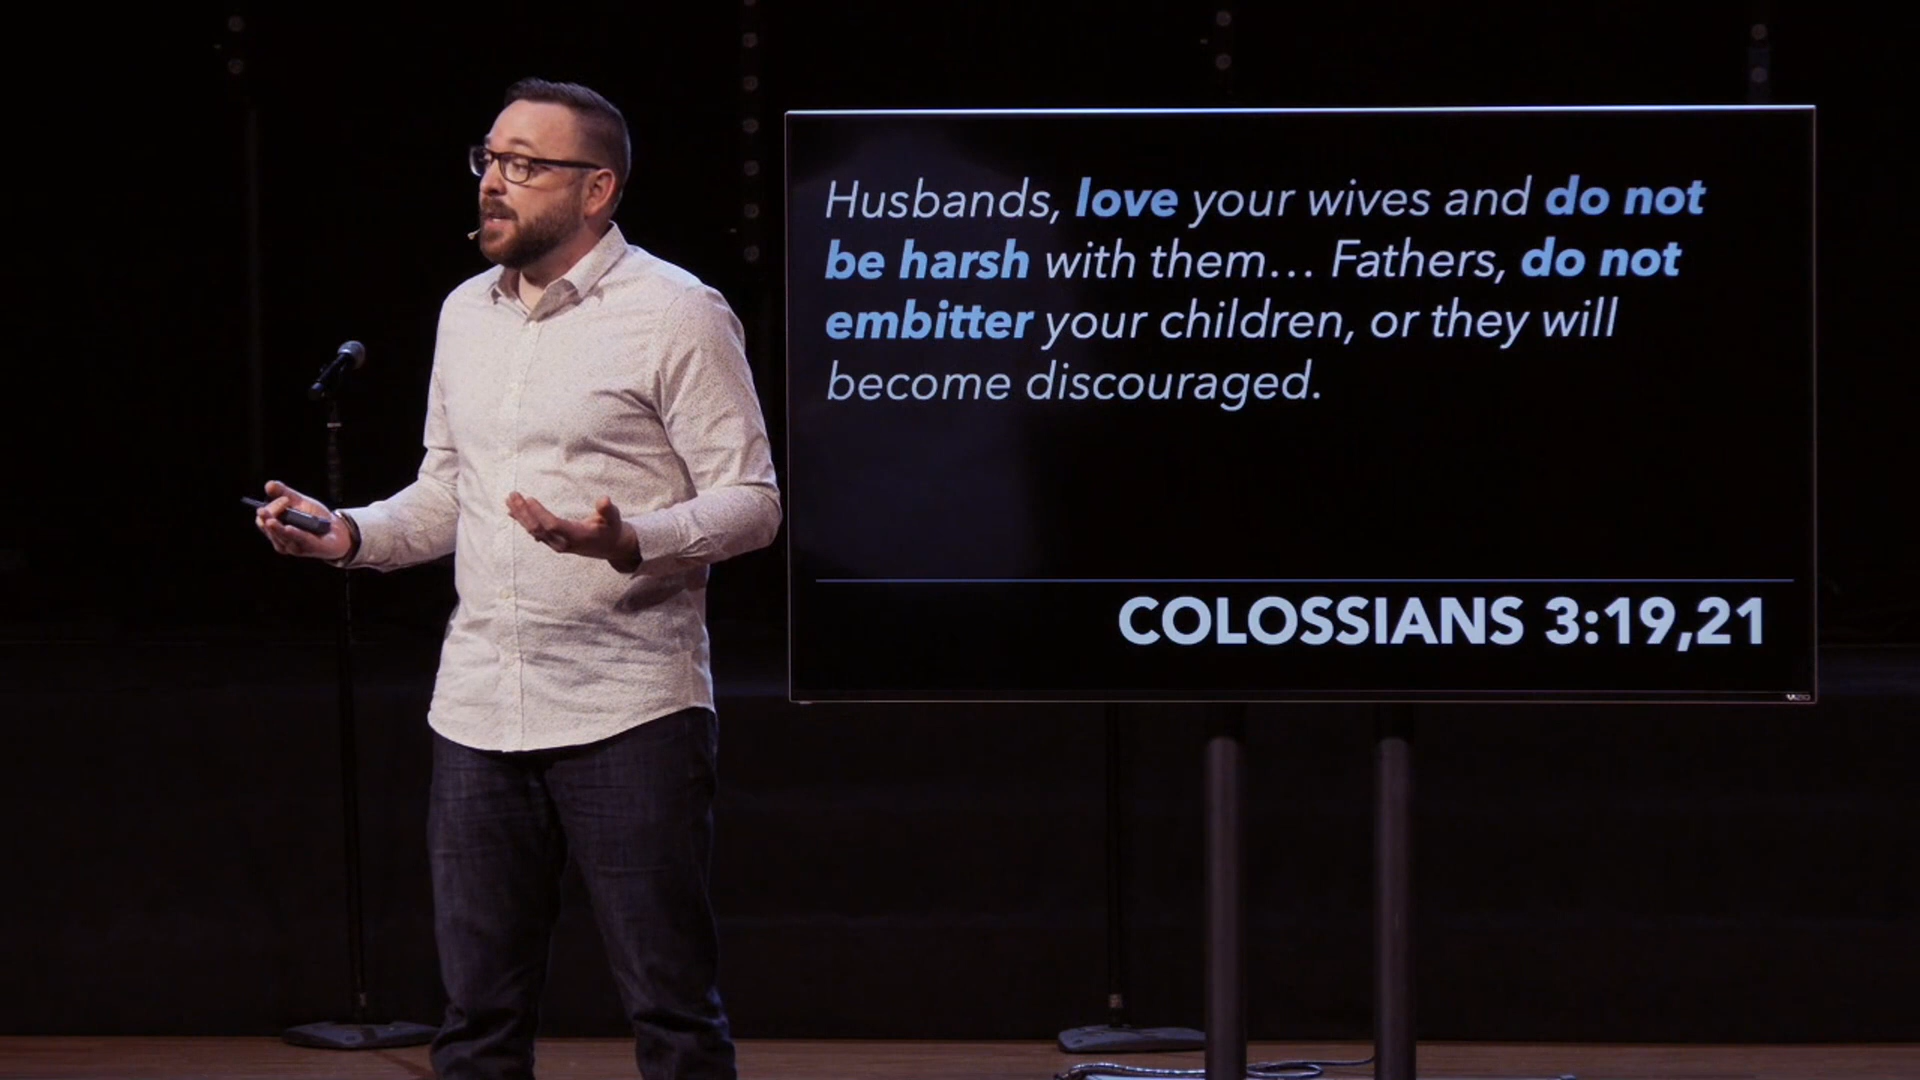 Husbands, love your wives and do not
be harsh with them... Fathers, do not
embitter your children, or they will
become discouraged.
COLOSSIANS 3:19,21
VIZIO